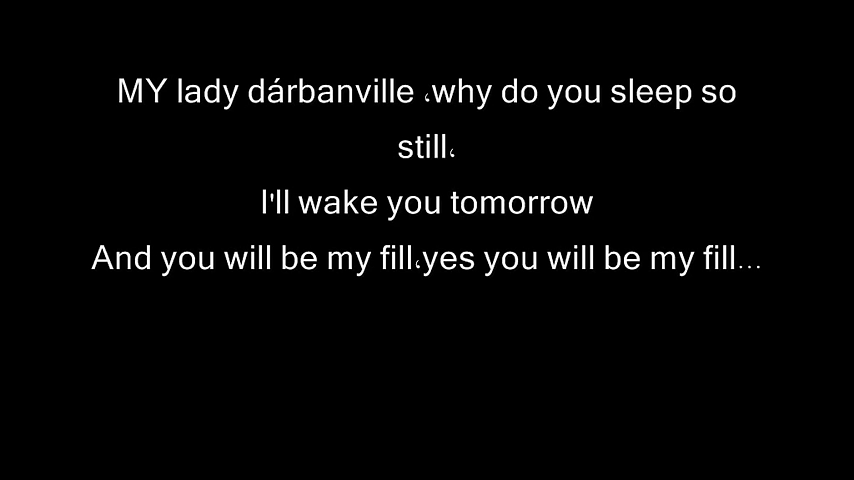 MY lady dárbanville ،why do you sleep so
still،
I'll wake you tomorrow
And you will be my fill،yes you will be my fill...